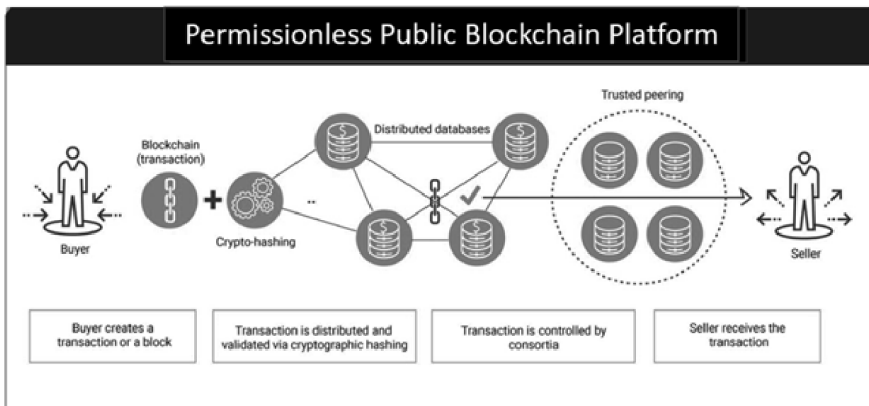 Permissionless Public Blockchain Platform
Trusted peering
Distributed databases
Blockchain
(transaction)
..
Buyer
Crypto-hashing
Seller
Buyer creates a
transaction or a block
Transaction is distributed and
validated via cryptographic hashing
Transaction is controlled by
consortia
Seller receives the
transaction